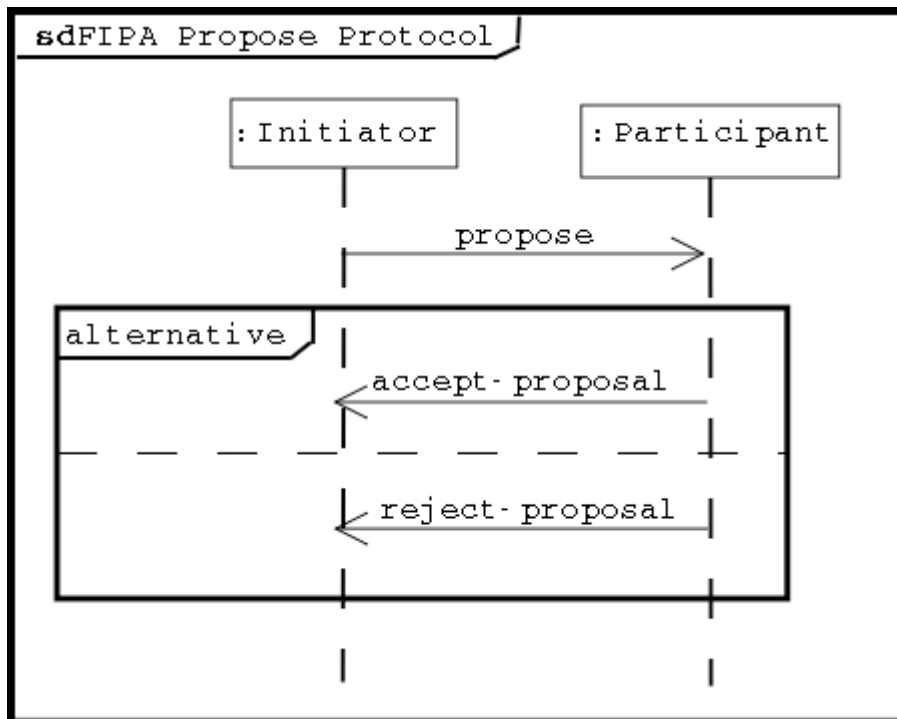 sdFIPA Propose Protocol
:Initiator
:Participant
propose
alternative
accept-proposal
reject-proposal